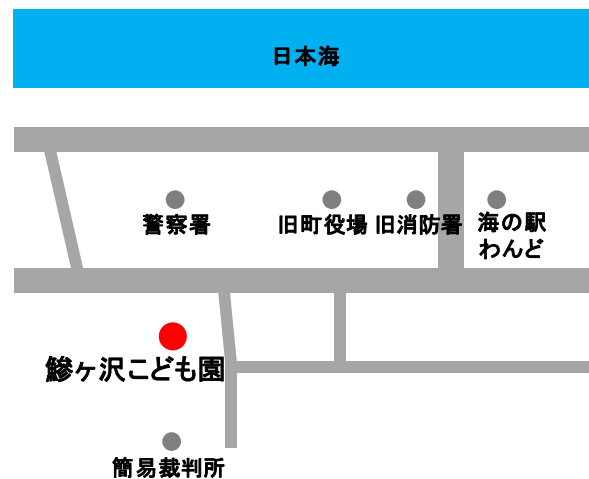 日本海
警察署
旧町役場
旧消防署
海の駅
わんど
鰺ヶ沢こども園
簡易裁判所